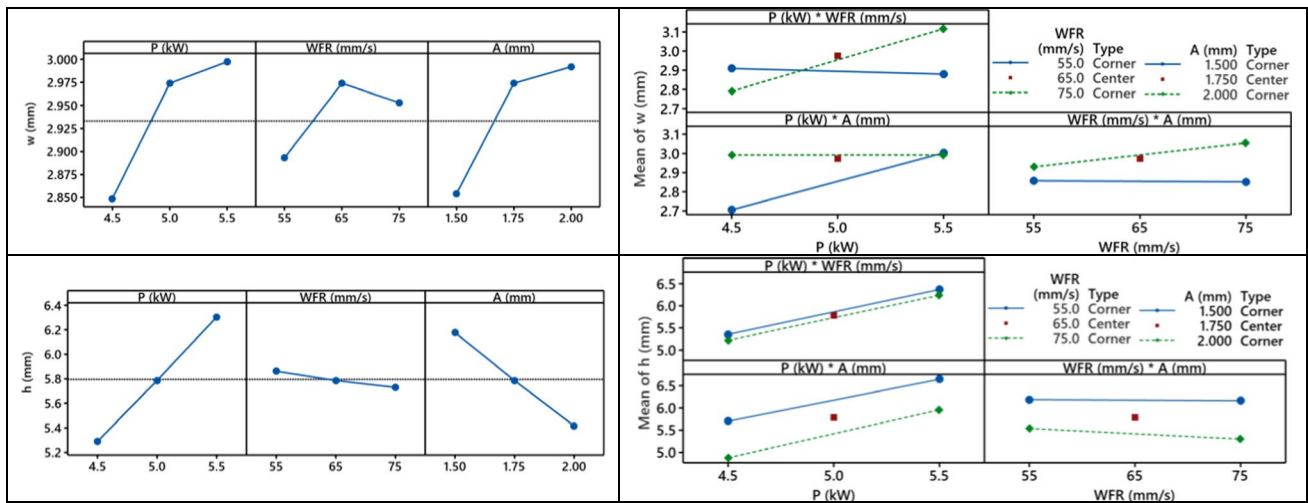 P (kW) WFR (mm/s) A (mm)
w (mm)
3.000
2.975
2.950
2.925
2.900
2.875
2.850
4.5 5.0 5.5 55 65 75 1.50 1.75 2.00
P (kW) * WFR (mm/s)
Mean of w (mm)
3.1
3.0
2.9
2.8
2.7
WFR
(mm/s) Type
55.0 Corner
65.0 Center
75.0 Corner
A (mm) Type
1.500 Corner
1.750 Center
2.000 Corner
P (kW) * A (mm) WFR (mm/s) * A (mm)
3.1
3.0
2.9
2.8
2.7
4.5 5.0 5.5 55 65 75
P (kW) WFR (mm/s)
P (kW) WFR (mm/s) A (mm)
h (mm)
6.4
6.2
6.0
5.8
5.6
5.4
5.2
4.5 5.0 5.5 55 65 75 1.50 1.75 2.00
P (kW) * WFR (mm/s)
Mean of h (mm)
6.5
6.0
5.5
5.0
WFR
(mm/s) Type
55.0 Corner
65.0 Center
75.0 Corner
A (mm) Type
1.500 Corner
1.750 Center
2.000 Corner
P (kW) * A (mm) WFR (mm/s) * A (mm)
6.5
6.0
5.5
5.0
4.5 5.0 5.5 55 65 75
P (kW) WFR (mm/s)